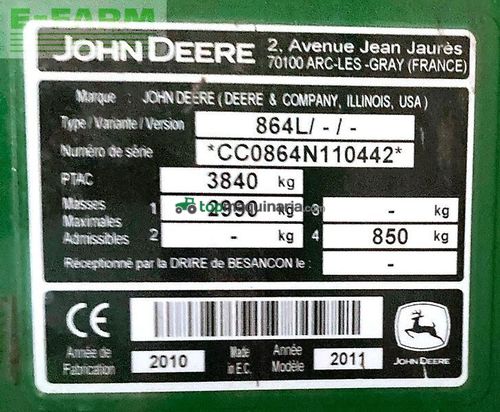 E-FARM
JOHN DEERE 2, Avenue Jean Jaurès
70100 ARC-LES -GRAY (FRANCE)
Marque : JOHN DEERE ( DEERE & COMPANY, ILLINOIS, USA )
Type / Variante / Version 864L/ - / -
Numéro de série *CC0864N110442*
PTAC 3840 kg
Masses 1 2990 kg 3 - kg
topmaquinaria.com
Maximales
Admissibles 2 - kg 4 850 kg
Réceptionné par la DRIRE DE BESANCON le : -
CE
Année de Fabrication 2010 Made in E.C. Année Modèle 2011 JOHN DEERE